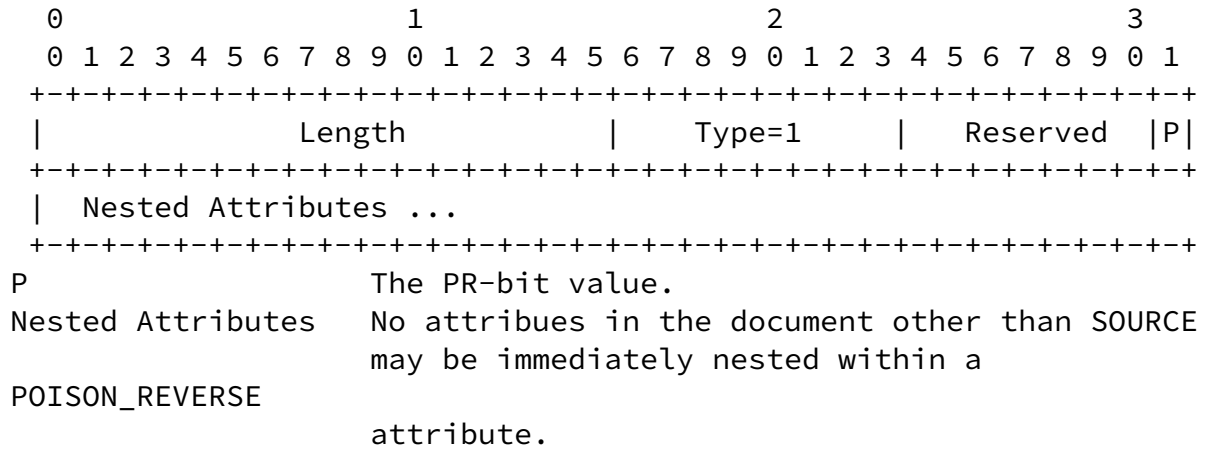 0                   1                   2                   3
  0 1 2 3 4 5 6 7 8 9 0 1 2 3 4 5 6 7 8 9 0 1 2 3 4 5 6 7 8 9 0 1
 +-+-+-+-+-+-+-+-+-+-+-+-+-+-+-+-+-+-+-+-+-+-+-+-+-+-+-+-+-+-+-+-+
 |              Length           |    Type=1     |   Reserved  |P|
 +-+-+-+-+-+-+-+-+-+-+-+-+-+-+-+-+-+-+-+-+-+-+-+-+-+-+-+-+-+-+-+-+
 |  Nested Attributes ...
 +-+-+-+-+-+-+-+-+-+-+-+-+-+-+-+-+-+-+-+-+-+-+-+-+-+-+-+-+-+-+-+-+
P                   The PR-bit value.
Nested Attributes   No attribues in the document other than SOURCE
                    may be immediately nested within a
POISON_REVERSE
                    attribute.